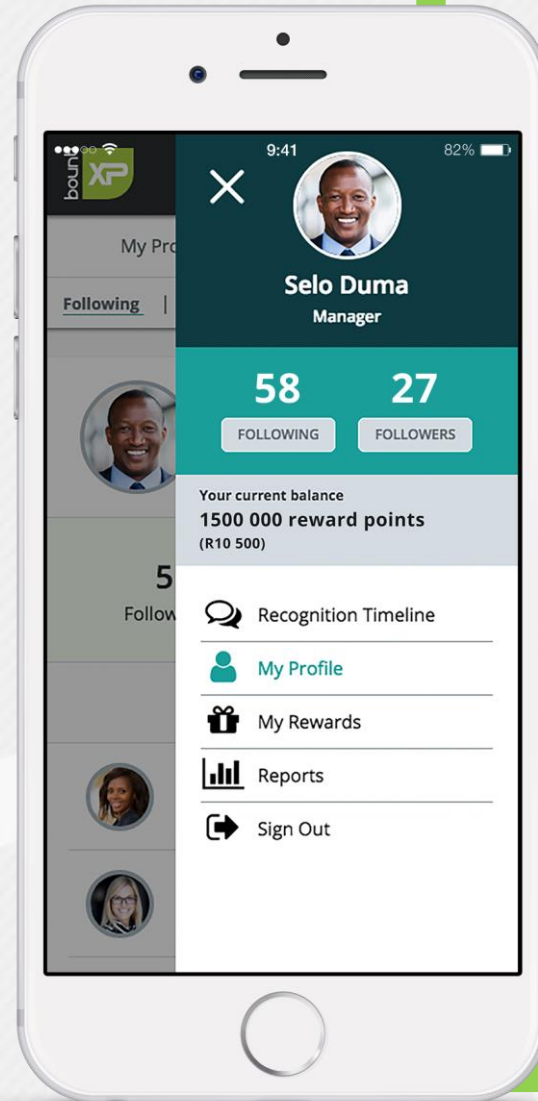 9:41
82%
bount
XP
My Pro
Following |
Selo Duma
Manager
58
27
FOLLOWING
FOLLOWERS
Your current balance
1500 000 reward points
(R10 500)
5
Follow
Recognition Timeline
My Profile
My Rewards
Reports
Sign Out